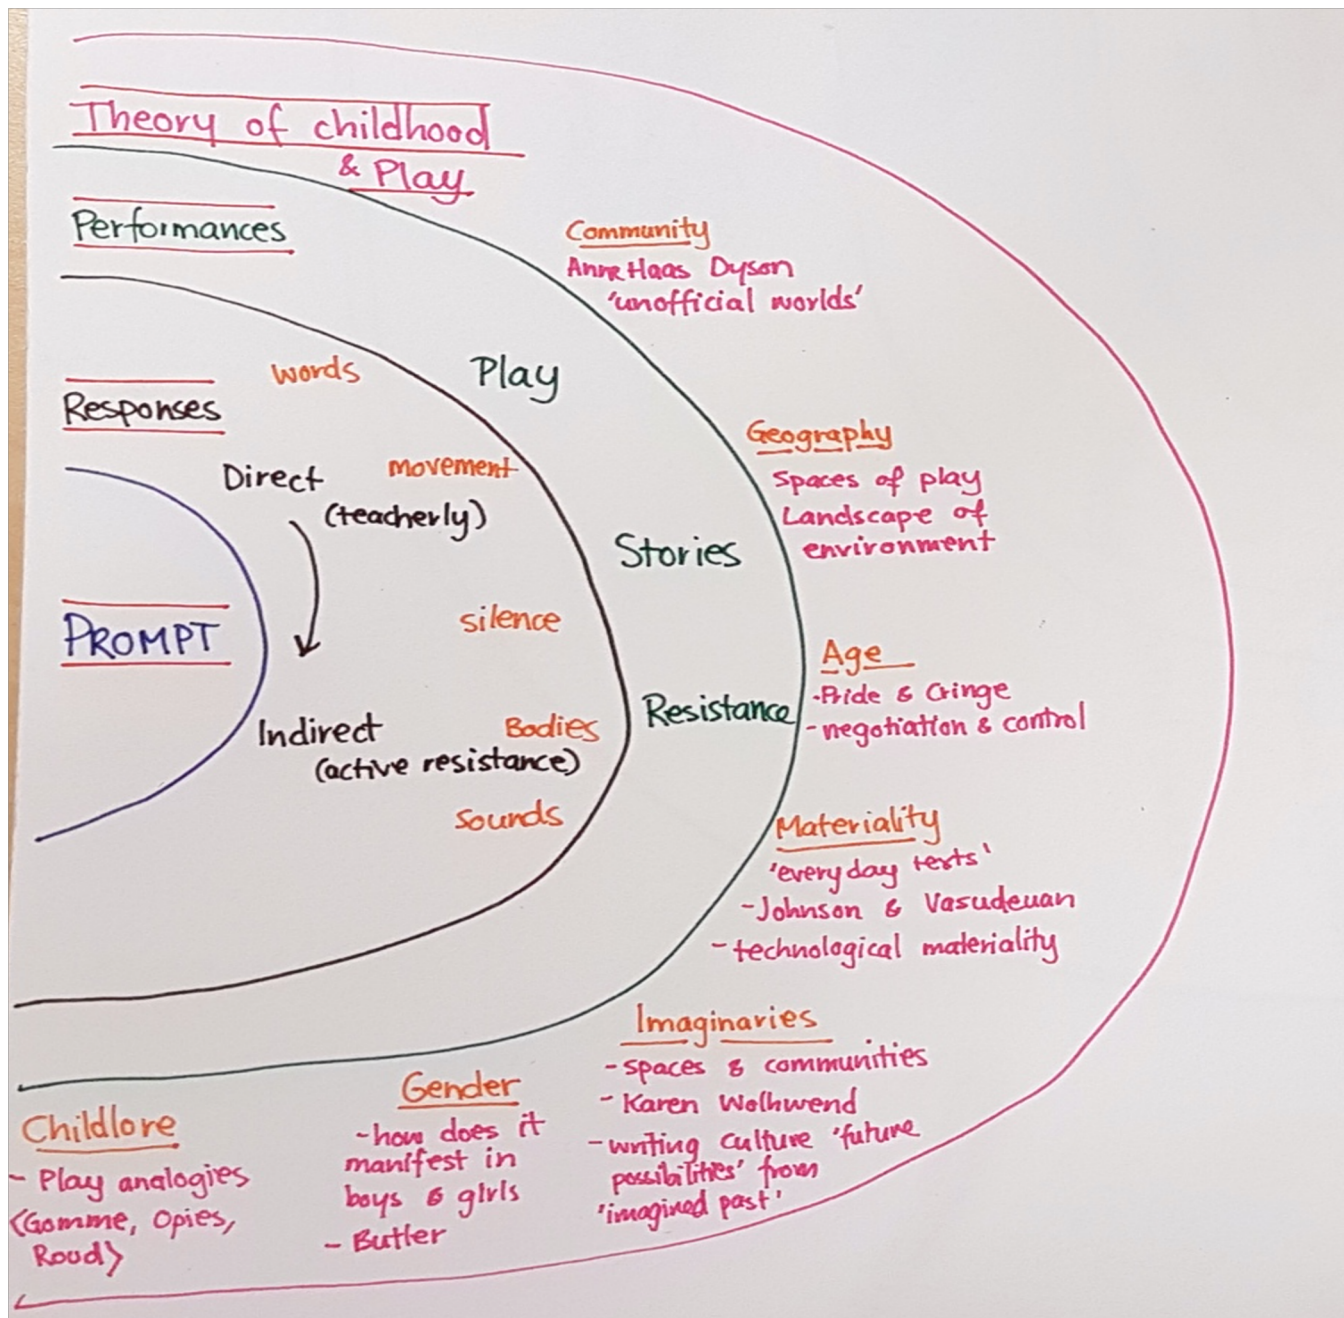 Theory of childhood
& Play
Performances
Community
Anne Haas Dyson
'unofficial worlds'
Play
words
Responses
Geography
Spaces of play
Landscape of
environment
movement
Direct
(teacherly)
Stories
silence
PROMPT
Age
-Pride & Cringe
-negotiation & control
Resistance
Indirect
(active resistance)
Bodies
Sounds
Materiality
'everyday texts'
-Johnson & Vasudevan
-technological materiality
Imaginaries
-spaces & communities
-Karen Wolhwend
-writing culture 'future
possibilities' from
'imagined past'
Gender
-how does it
manifest in
boys & girls
- Butler
Childlore
- Play analogies
(Gomme, Opies,
Roud)